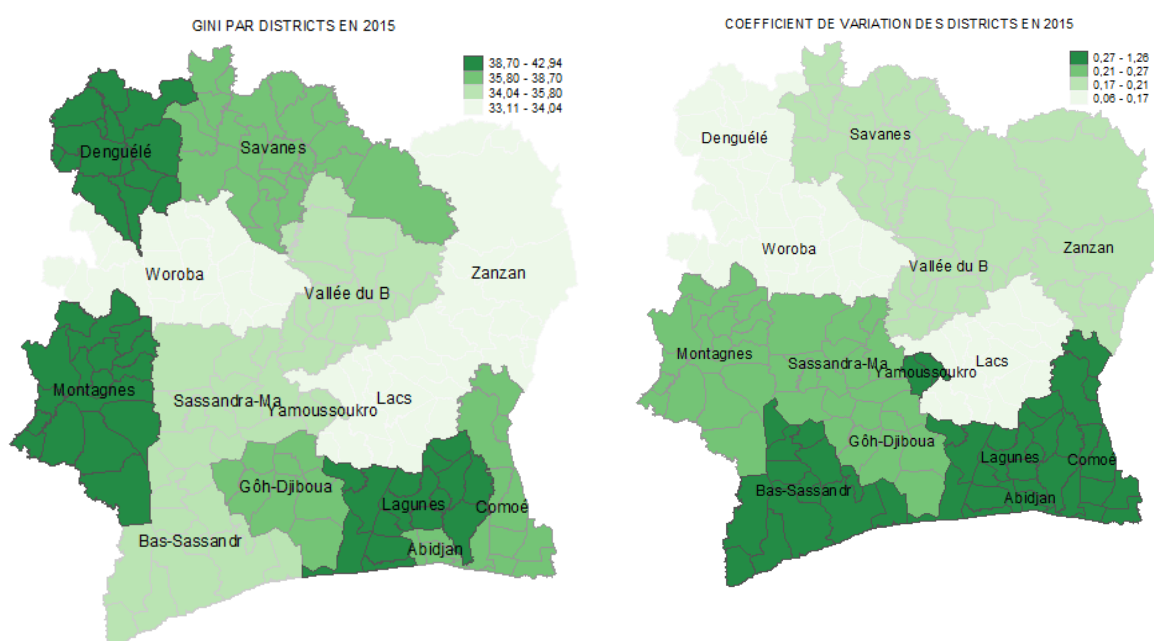 GINI PAR DISTRICTS EN 2015
38,70 - 42,94
35,80 - 38,70
34,04 - 35,80
33,11 - 34,04
Denguélé
Savanes
Woroba
Zanzan
Vallée du B
Montagnes
Sassandra-Ma
Yamoussoukro
Lacs
Gôh-Djiboua
Lagunes
Comoé
Bas-Sassandr
Abidjan
COEFFICIENT DE VARIATION DES DISTRICTS EN 2015
0,27 - 1,26
0,21 - 0,27
0,17 - 0,21
0,06 - 0,17
Denguélé
Savanes
Woroba
Zanzan
Vallée du B
Montagnes
Sassandra-Ma
Yamoussoukro
Lacs
Gôh-Djiboua
Lagunes
Comoé
Bas-Sassandr
Abidjan